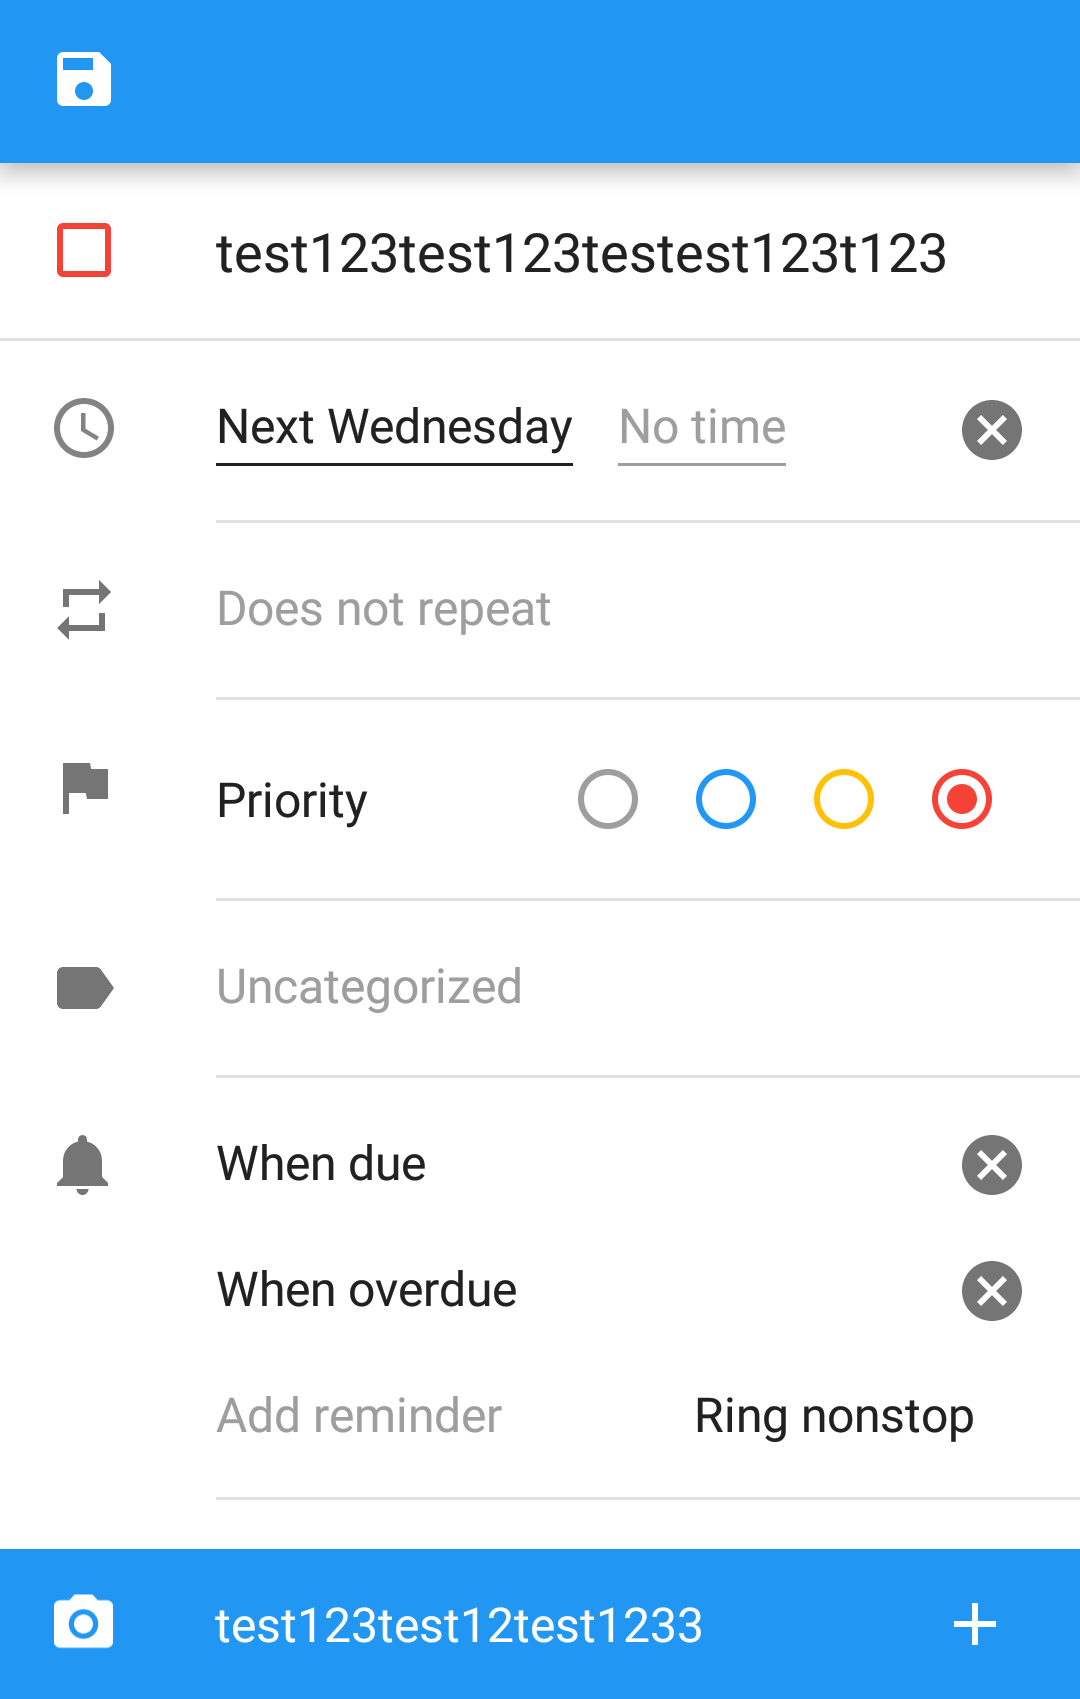 test123test123testest123t123
Next Wednesday No time
Does not repeat
Priority
Uncategorized
When due
When overdue
Add reminder Ring nonstop
test123test12test1233